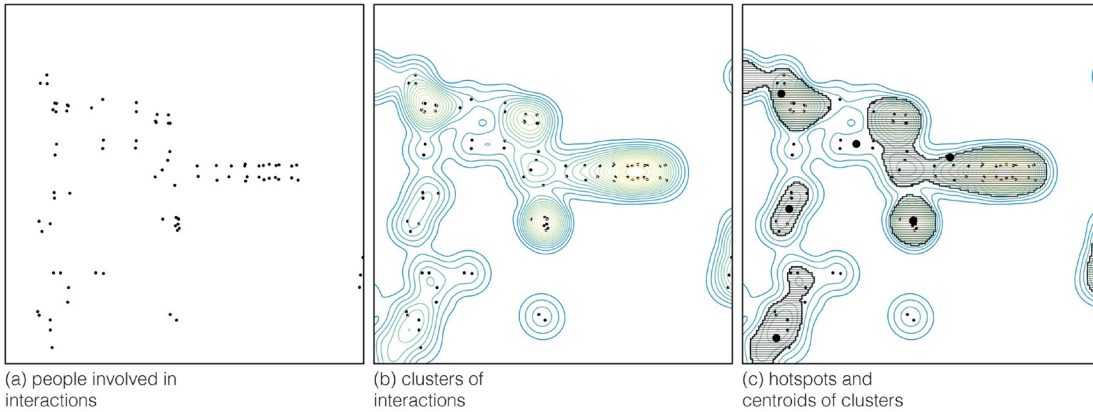 (a) people involved in
interactions
(b) clusters of
interactions
(c) hotspots and
centroids of clusters